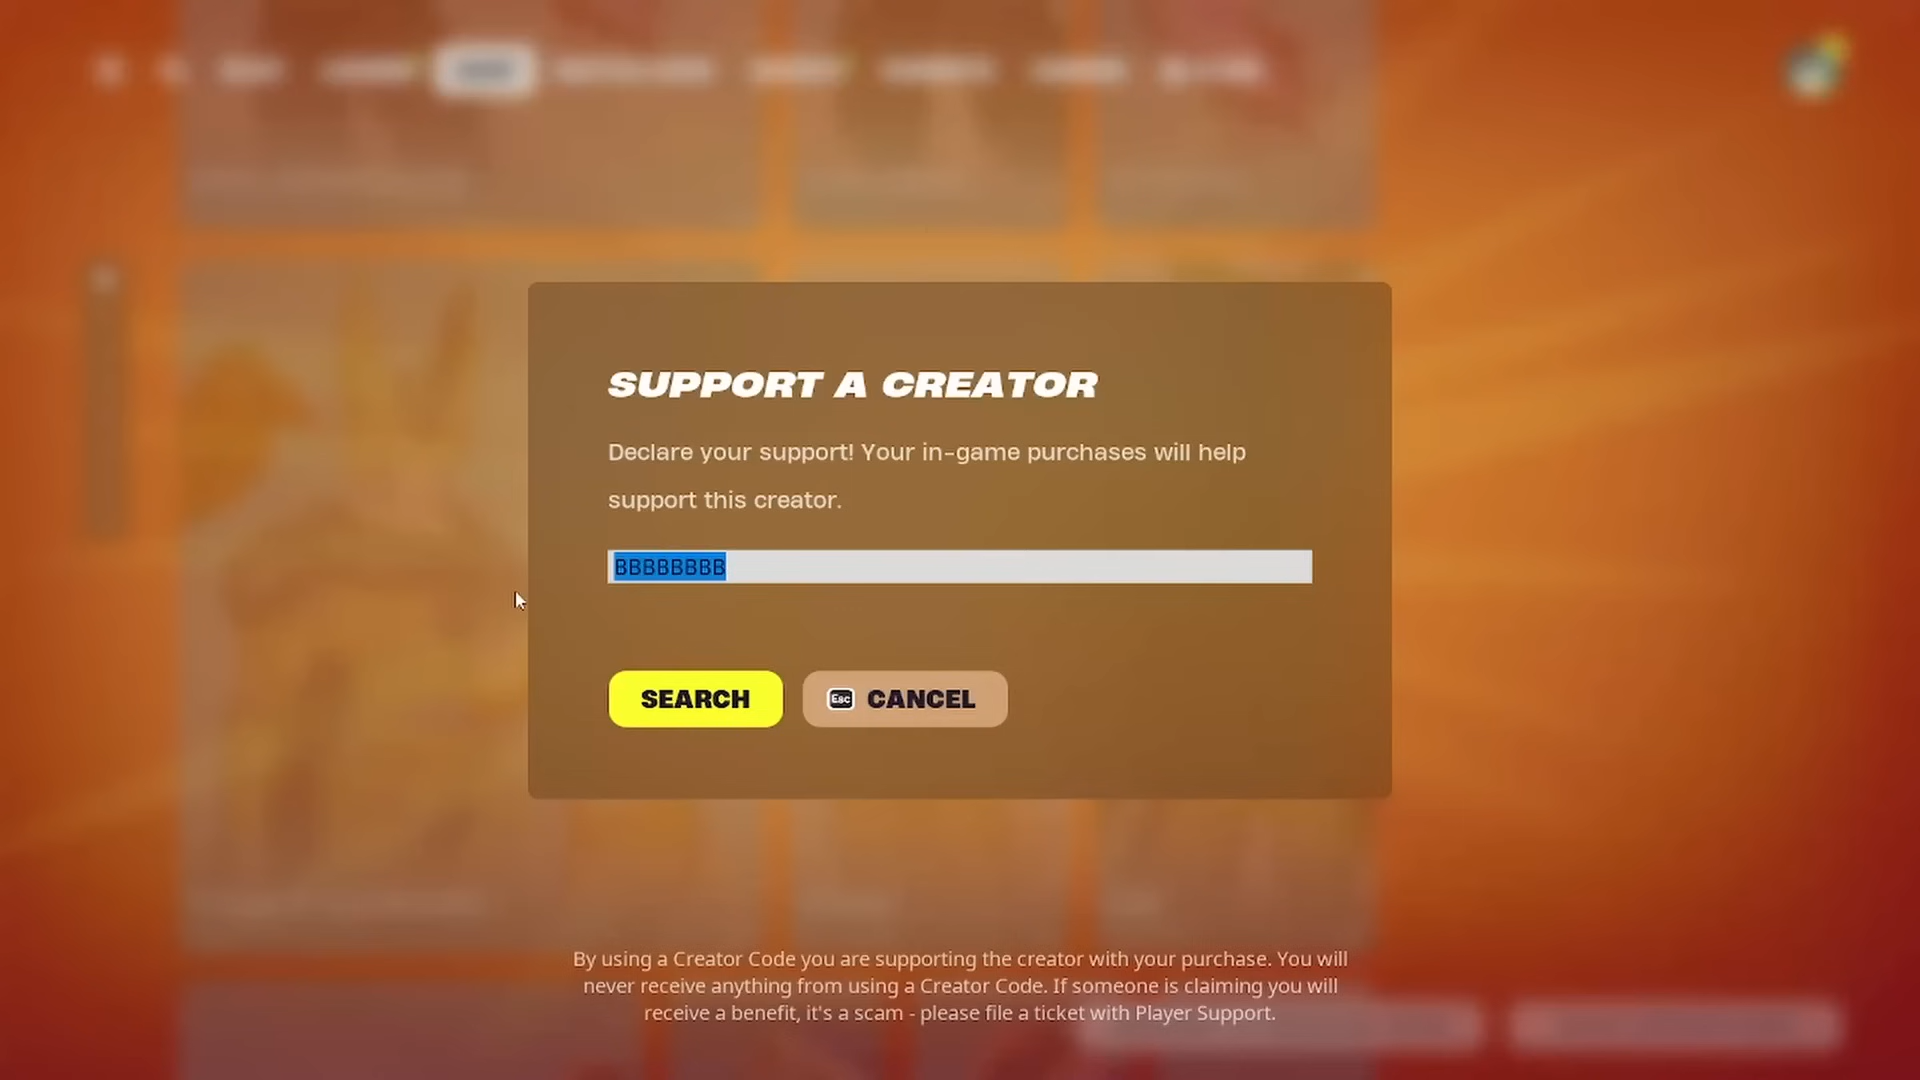 SUPPORT A CREATOR
Declare your support! Your in-game purchases will help
support this creator.
BBBBBBBB
SEARCH
Esc CANCEL
By using a Creator Code you are supporting the creator with your purchase. You will
never receive anything from using a Creator Code. If someone is claiming you will
receive a benefit, it's a scam - please file a ticket with Player Support.